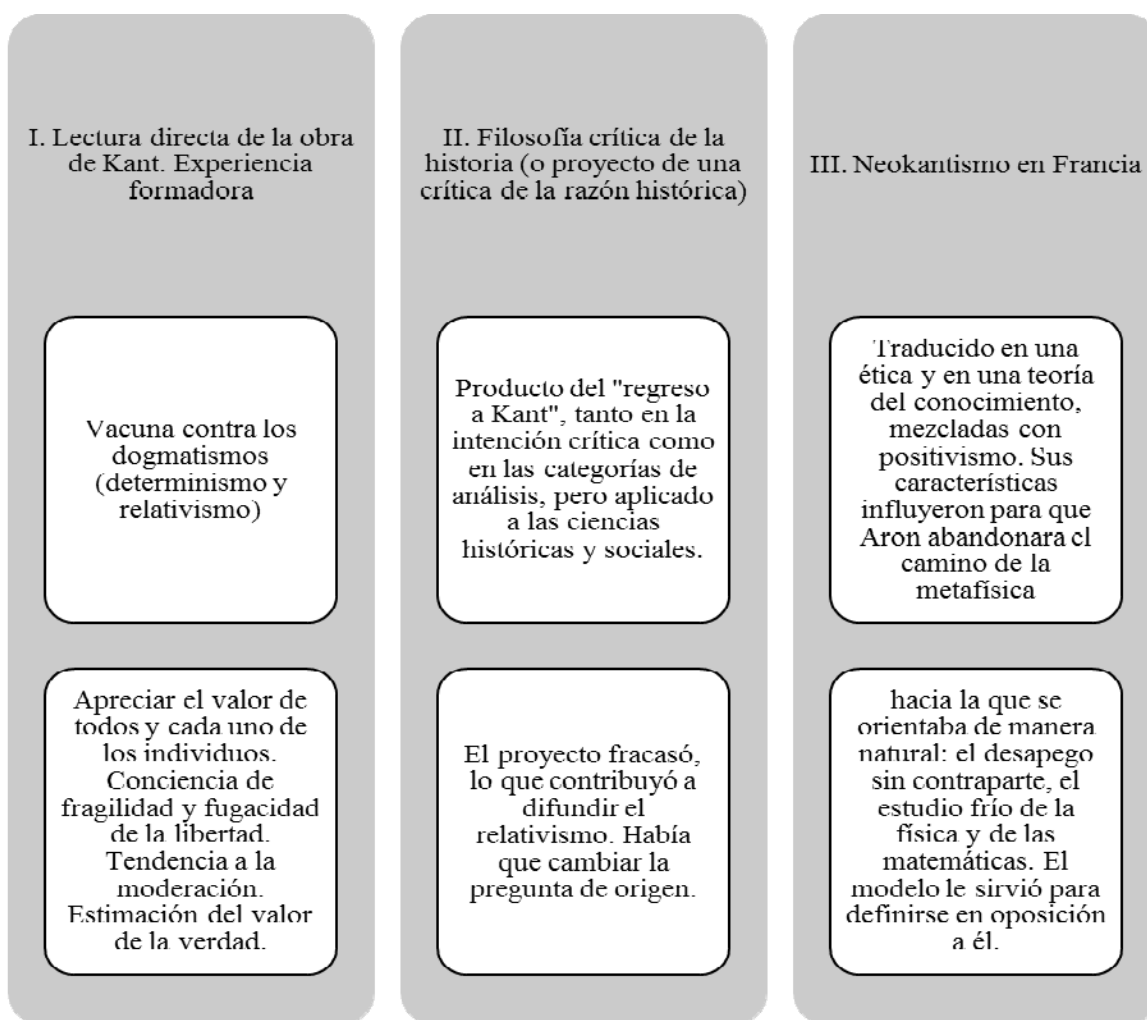 I. Lectura directa de la obra
de Kant. Experiencia
formadora
Vacuna contra los
dogmatismos
(determinismo y
relativismo)
Apreciar el valor de
todos y cada uno de
los individuos.
Conciencia de
fragilidad y fugacidad
de la libertad.
Tendencia a la
moderación.
Estimación del valor
de la verdad.
II. Filosofía crítica de la
historia (o proyecto de una
crítica de la razón histórica)
Producto del "regreso
a Kant", tanto en la
intención crítica como
en las categorías de
análisis, pero aplicado
a las ciencias
históricas y sociales.
El proyecto fracasó,
lo que contribuyó a
difundir el
relativismo. Había
que cambiar la
pregunta de origen.
III. Neokantismo en Francia
Traducido en una
ética y en una teoría
del conocimiento,
mezcladas con
positivismo. Sus
características
influyeron para que
Aron abandonara el
camino de la
metafísica
hacia la que se
orientaba de manera
natural: el desapego
sin contraparte, el
estudio frío de la
física y de las
matemáticas. El
modelo le sirvió para
definirse en oposición
a él.